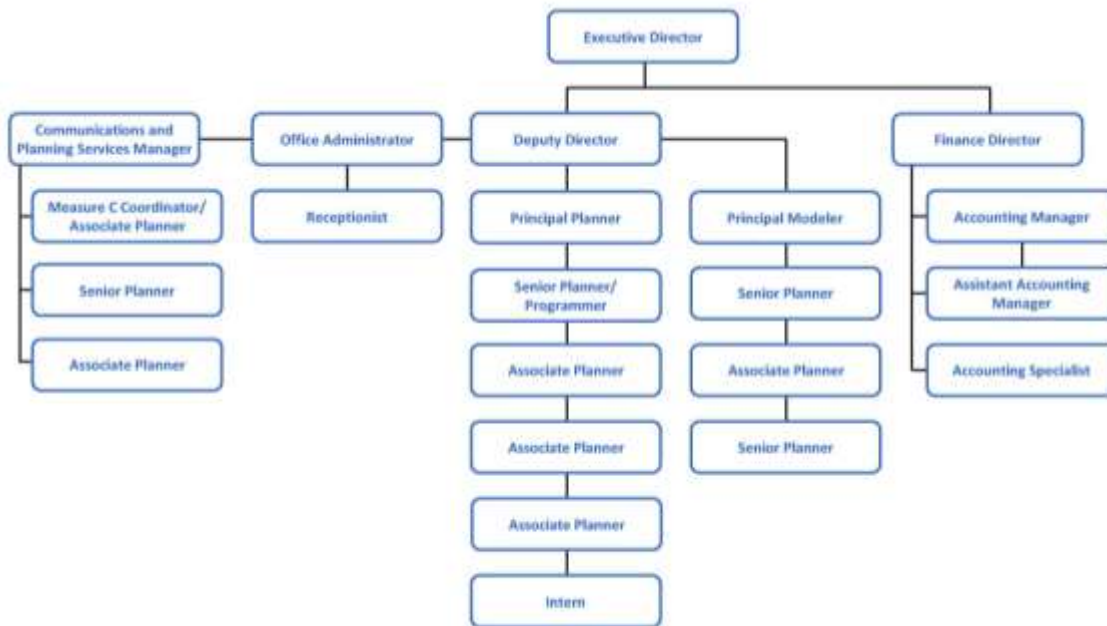 Executive Director
Communications and
Planning Services Manager
Office Administrator
Deputy Director
Finance Director
Measure C Coordinator/
Associate Planner
Receptionist
Principal Planner
Principal Modeler
Accounting Manager
Senior Planner
Senior Planner/
Programmer
Senior Planner
Assistant Accounting
Manager
Associate Planner
Associate Planner
Associate Planner
Accounting Specialist
Associate Planner
Senior Planner
Associate Planner
Intern